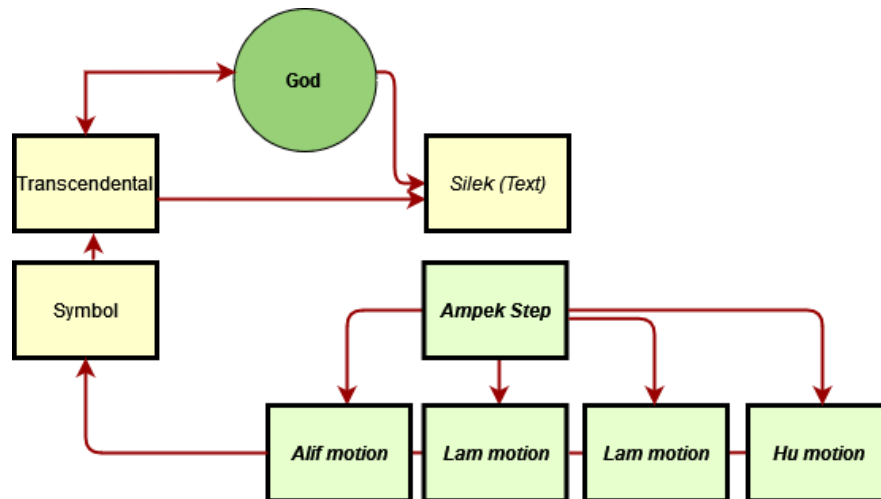 God
Transcendental
Silek (Text)
Symbol
Ampek Step
Alif motion
Lam motion
Lam motion
Hu motion